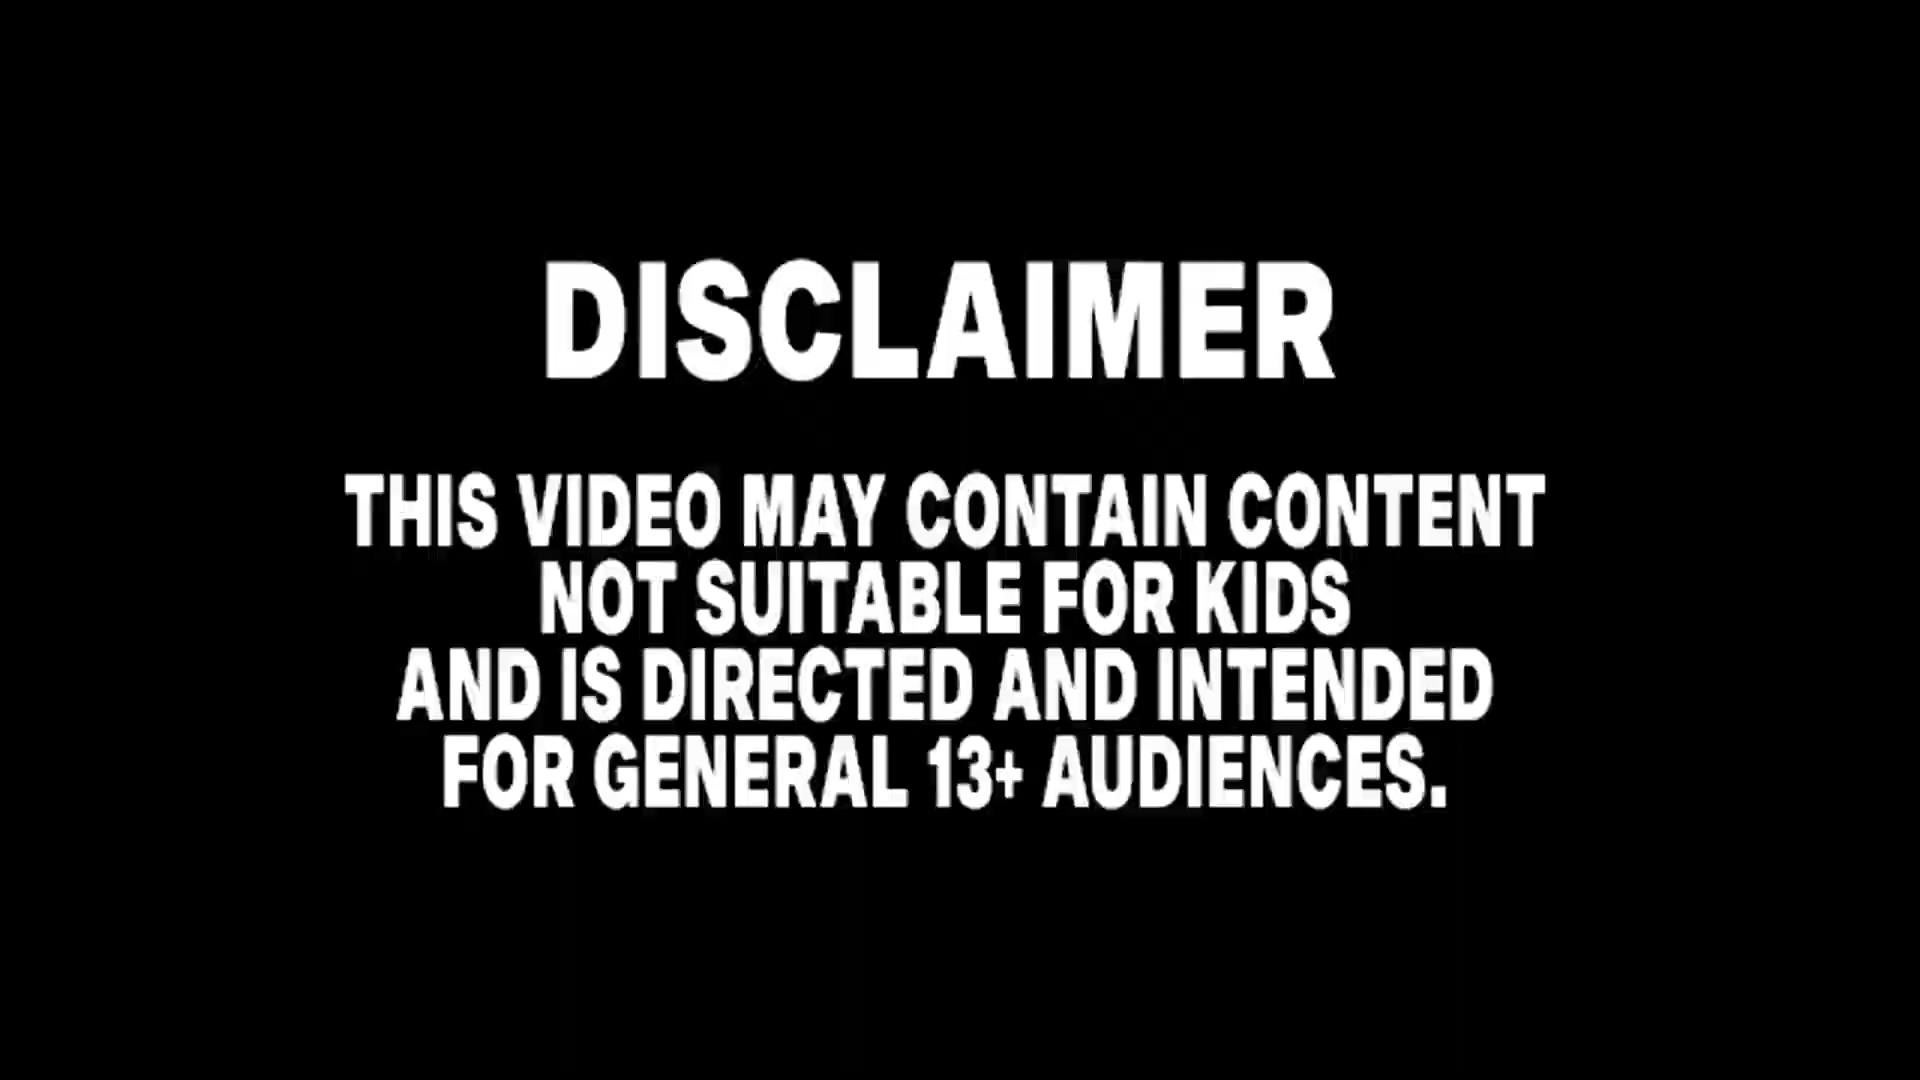 DISCLAIMER
THIS VIDEO MAY CONTAIN CONTENT
NOT SUITABLE FOR KIDS
AND IS DIRECTED AND INTENDED
FOR GENERAL 13+ AUDIENCES.